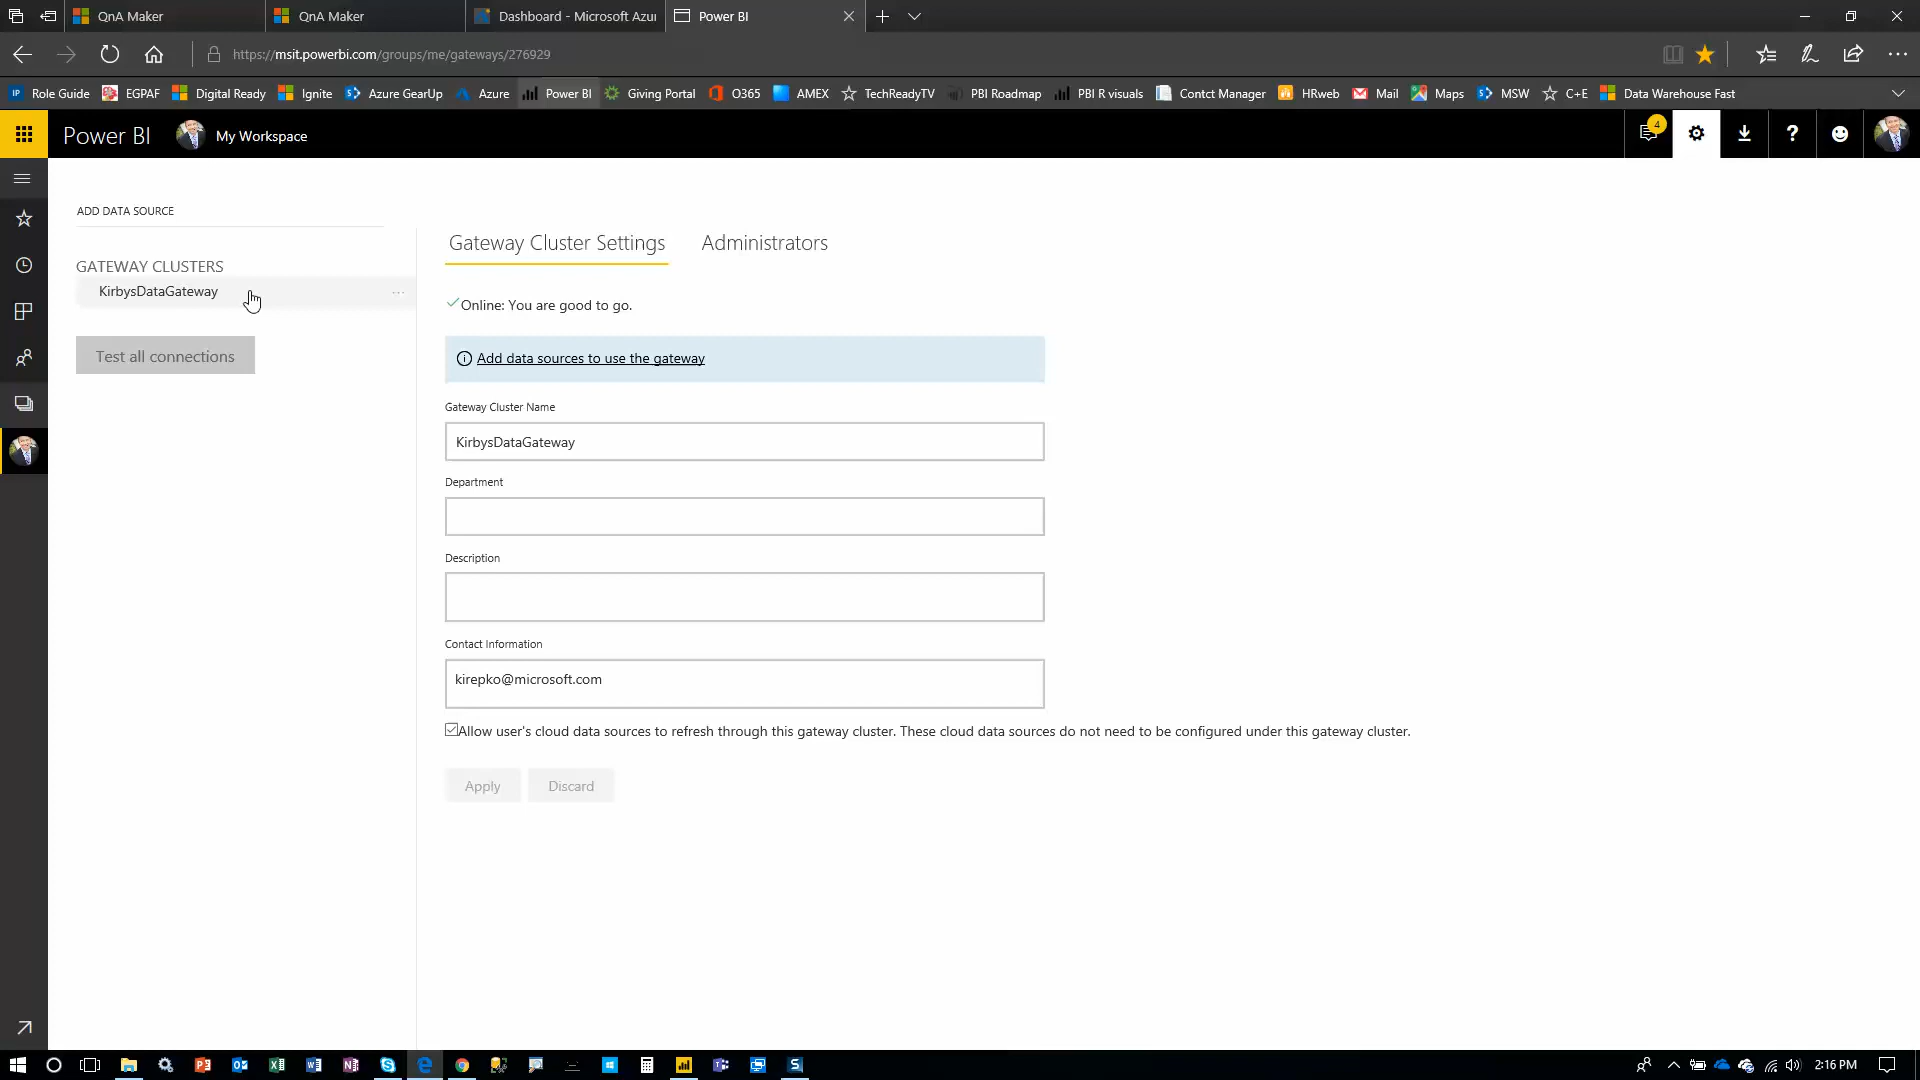 QnA Maker
QnA Maker
Dashboard - Microsoft Azur
Power BI
https://msit.powerbi.com/groups/me/gateways/276929
Role Guide
EGPAF
Digital Ready
Ignite
Azure GearUp
Azure
Power BI
Giving Portal
O365
AMEX
TechReadyTV
PBI Roadmap
PBI R visuals
Contct Manager
HRweb
Mail
Maps
MSW
C+E
Data Warehouse Fast
Power BI
My Workspace
4
ADD DATA SOURCE
GATEWAY CLUSTERS
KirbysDataGateway
Test all connections
Gateway Cluster Settings
Administrators
Online: You are good to go.
Add data sources to use the gateway
Gateway Cluster Name
KirbysDataGateway
Department
Description
Contact Information
kirepko@microsoft.com
Allow user's cloud data sources to refresh through this gateway cluster. These cloud data sources do not need to be configured under this gateway cluster.
Apply
Discard
2:16 PM